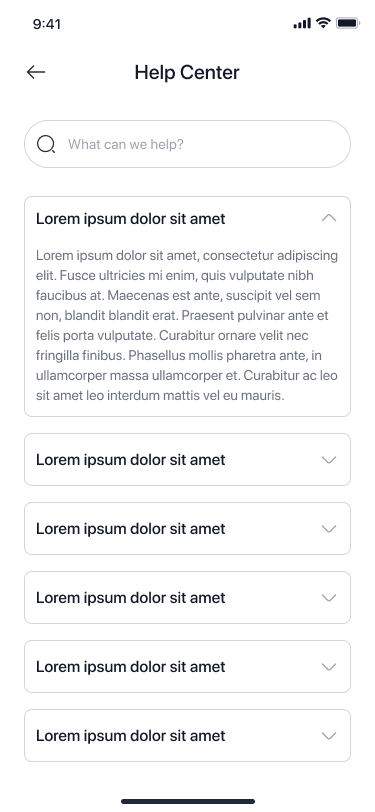 9:41
Help Center
What can we help?
Lorem ipsum dolor sit amet
Lorem ipsum dolor sit amet, consectetur adipiscing
elit. Fusce ultricies mi enim, quis vulputate nibh
faucibus at. Maecenas est ante, suscipit vel sem
non, blandit blandit erat. Praesent pulvinar ante et
felis porta vulputate. Curabitur ornare velit nec
fringilla finibus. Phasellus mollis pharetra ante, in
ullamcorper massa ullamcorper et. Curabitur ac leo
sit amet leo interdum mattis vel eu mauris.
Lorem ipsum dolor sit amet
Lorem ipsum dolor sit amet
Lorem ipsum dolor sit amet
Lorem ipsum dolor sit amet
Lorem ipsum dolor sit amet